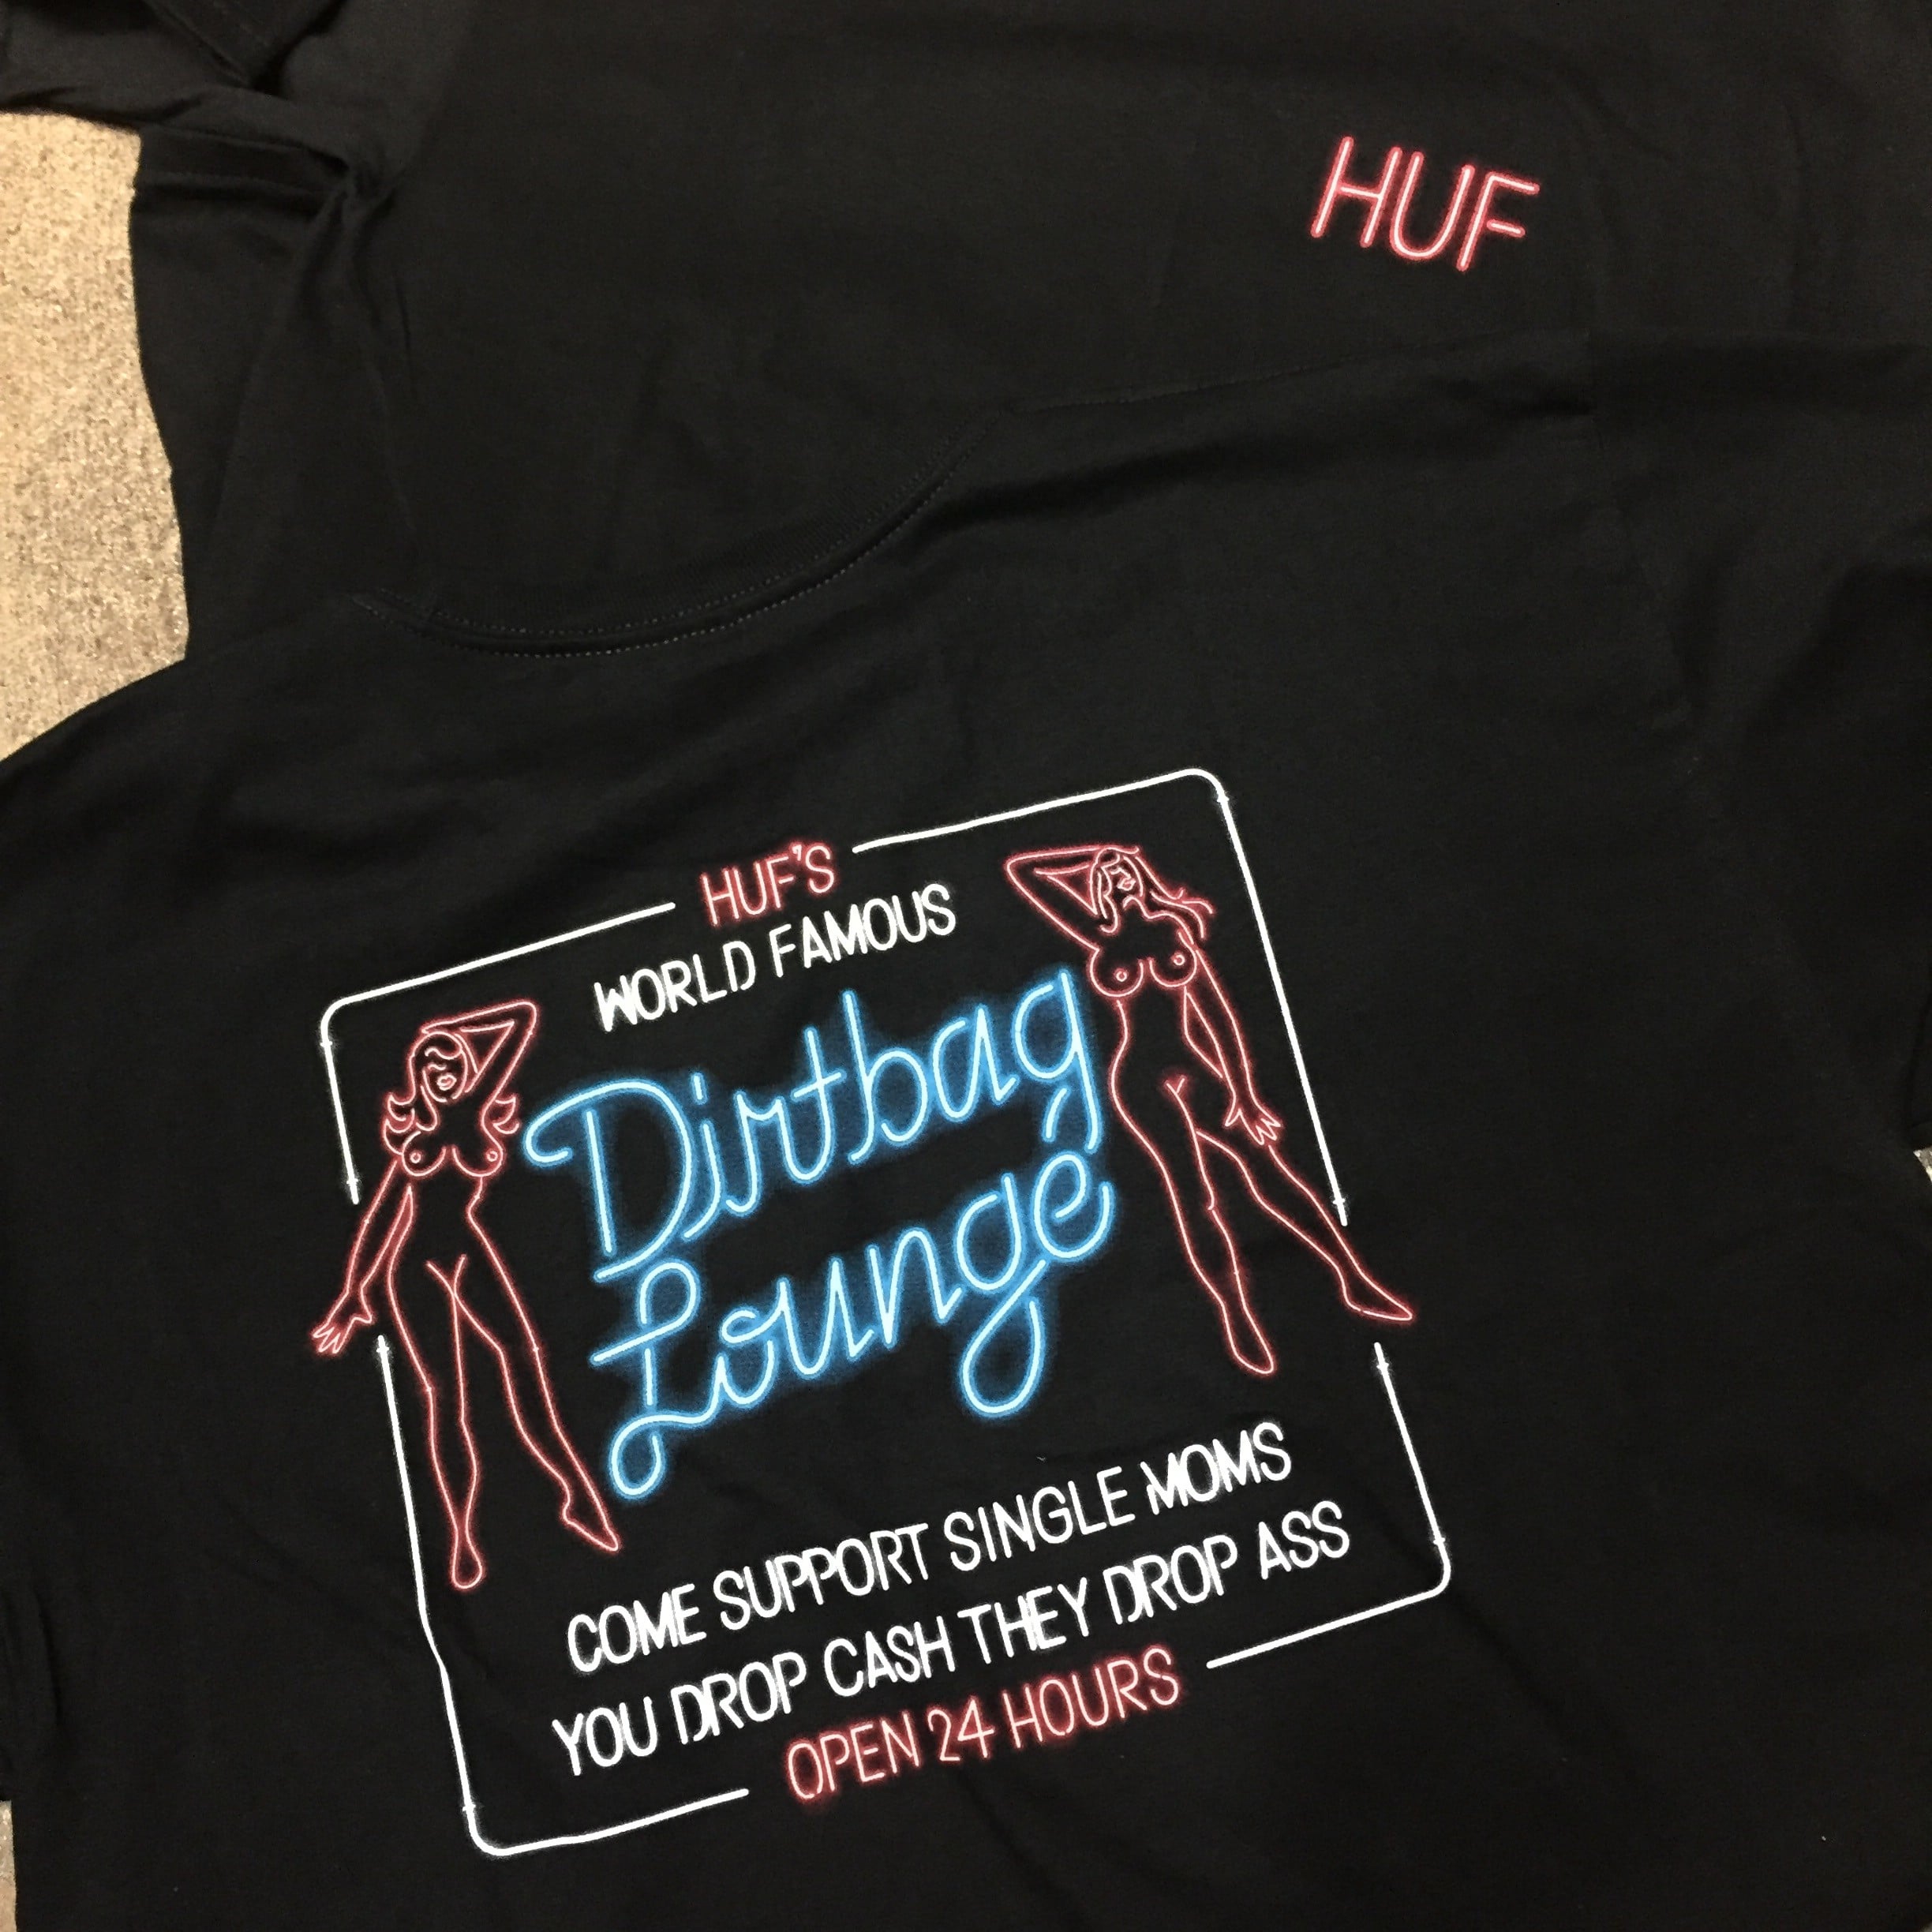 HUF
HUF'S
WORLD FAMOUS
Dirtbag
Lounge
COME SUPPORT SINGLE MOMS
YOU DROP CASH THEY DROP ASS
OPEN 24 HOURS